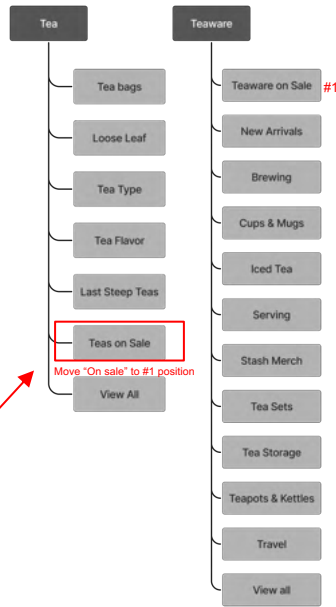 Tea
Tea bags
Loose Leaf
Tea Type
Tea Flavor
Last Steep Teas
Teas on Sale
Move "On sale" to #1 position
View All
Teaware
Teaware on Sale
#1
New Arrivals
Brewing
Cups & Mugs
Iced Tea
Serving
Stash Merch
Tea Sets
Tea Storage
Teapots & Kettles
Travel
View all